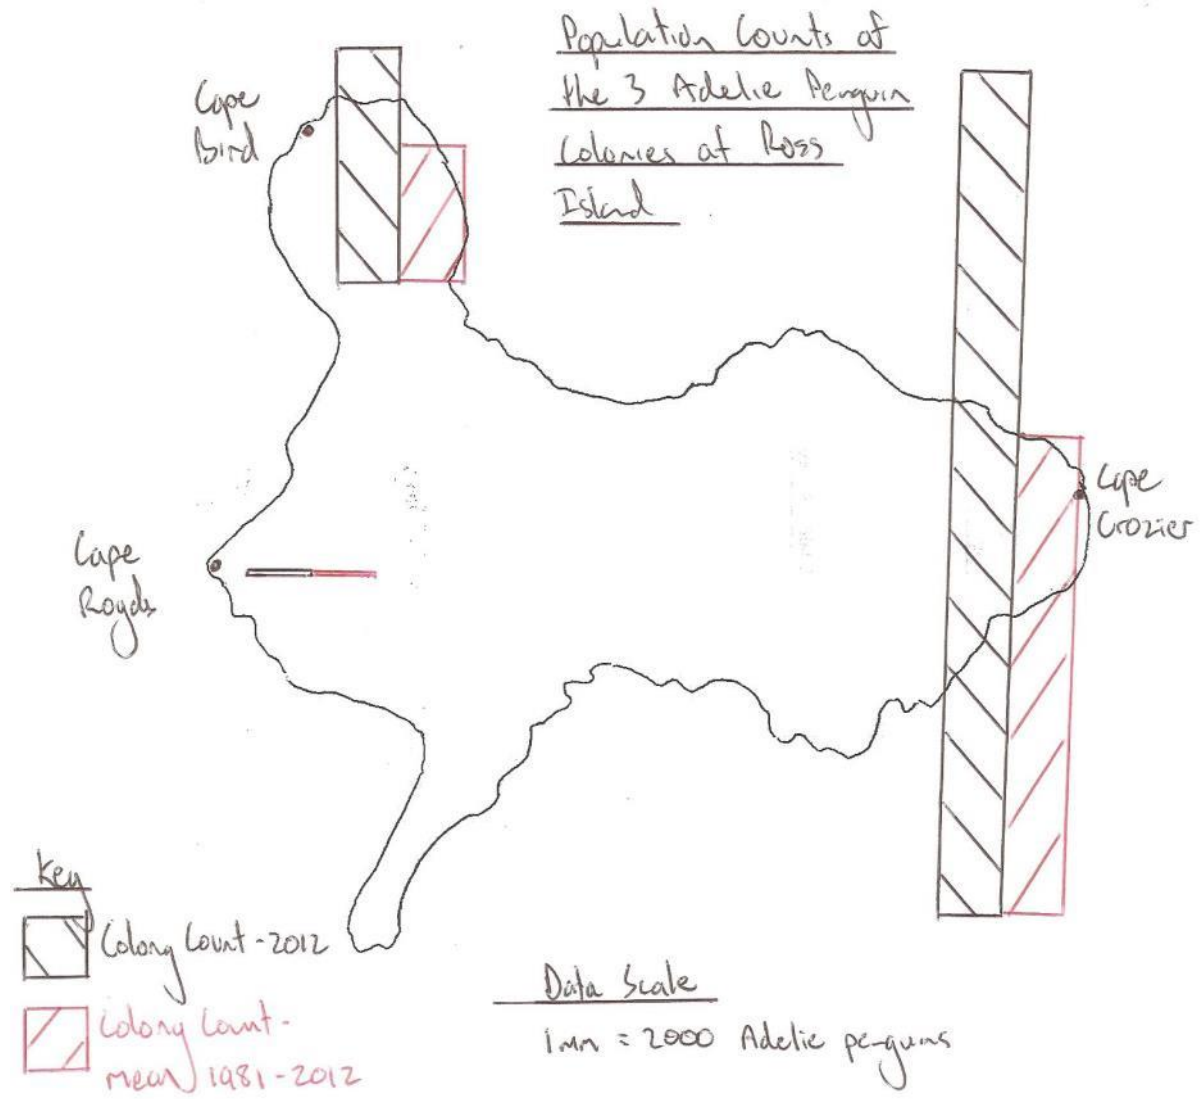 Population Counts of
the 3 Adelie Penguin
Colonies at Ross
Island
Cape
Bird
Cape
Crozier
Cape
Royds
Key
Colony Count - 2012
Colony Count -
mean 1981-2012
Data Scale
1mm = 2000 Adelie penguins